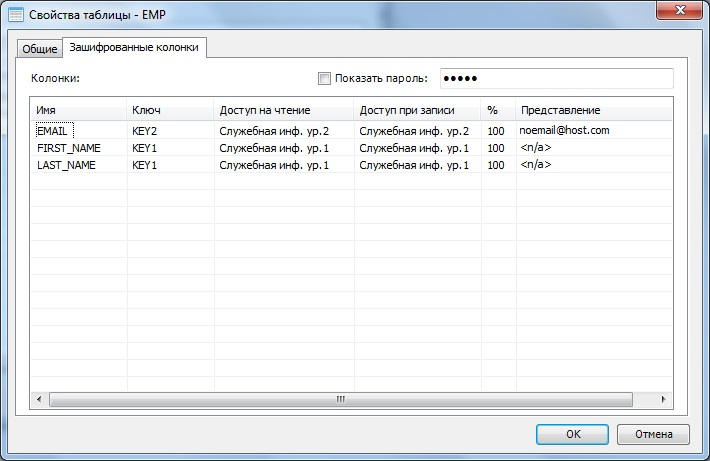 Свойства таблицы - EMP
Общие Зашифрованные колонки
Колонки: Показать пароль: •••••
Имя Ключ Доступ на чтение Доступ при записи % Представление
EMAIL KEY2 Служебная инф. ур.2 Служебная инф. ур.2 100 noemail@host.com
FIRST_NAME KEY1 Служебная инф. ур.1 Служебная инф. ур.1 100 <n/a>
LAST_NAME KEY1 Служебная инф. ур.1 Служебная инф. ур.1 100 <n/a>
OK Отмена